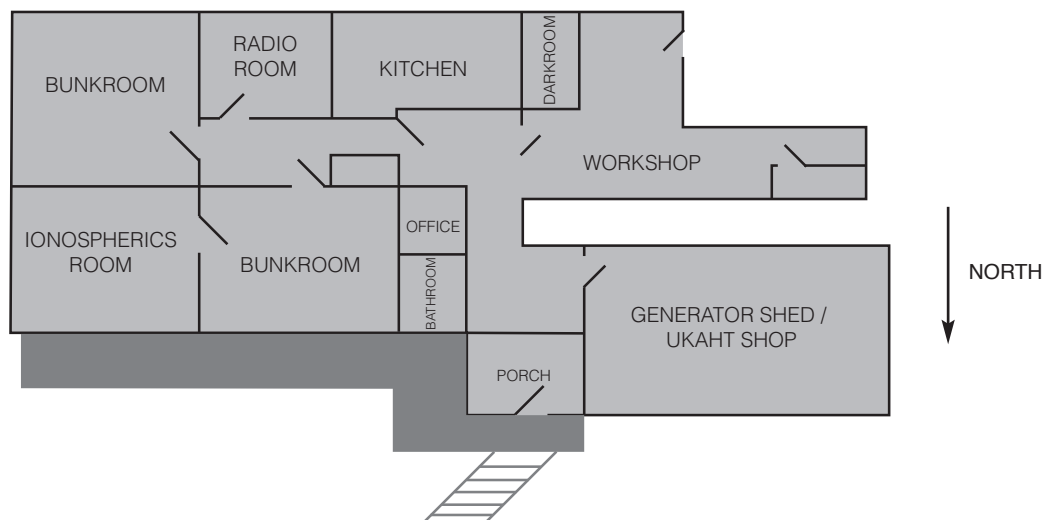 BUNKROOM
RADIO
ROOM
KITCHEN
DARKROOM
WORKSHOP
IONOSPHERICS
ROOM
BUNKROOM
OFFICE
BATHROOM
PORCH
GENERATOR SHED /
UKAHT SHOP
NORTH